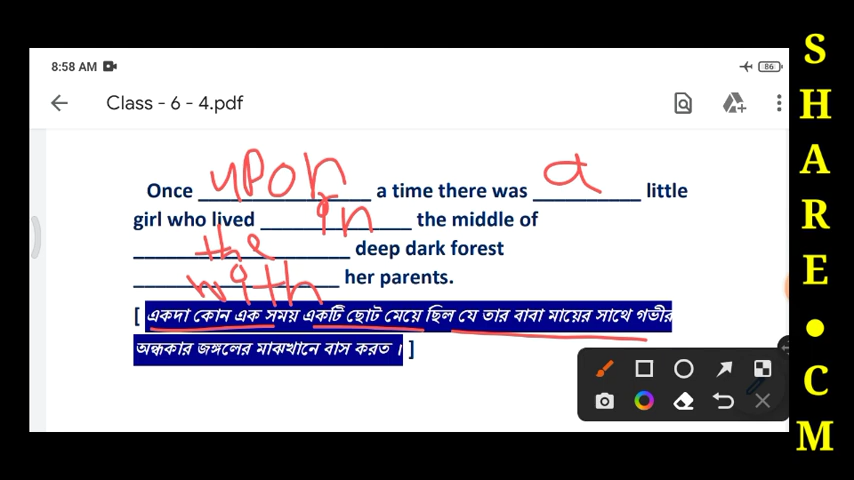 8:58 AM
86
Class - 6 - 4.pdf
Once upon a time there was a little
girl who lived in the middle of
the deep dark forest
with her parents.
[ একদা কোন এক সময় একটি ছোট মেয়ে ছিল যে তার বাবা মায়ের সাথে গভীর
অন্ধকার জঙ্গলের মাঝখানে বাস করত । ]
SHARE•CM